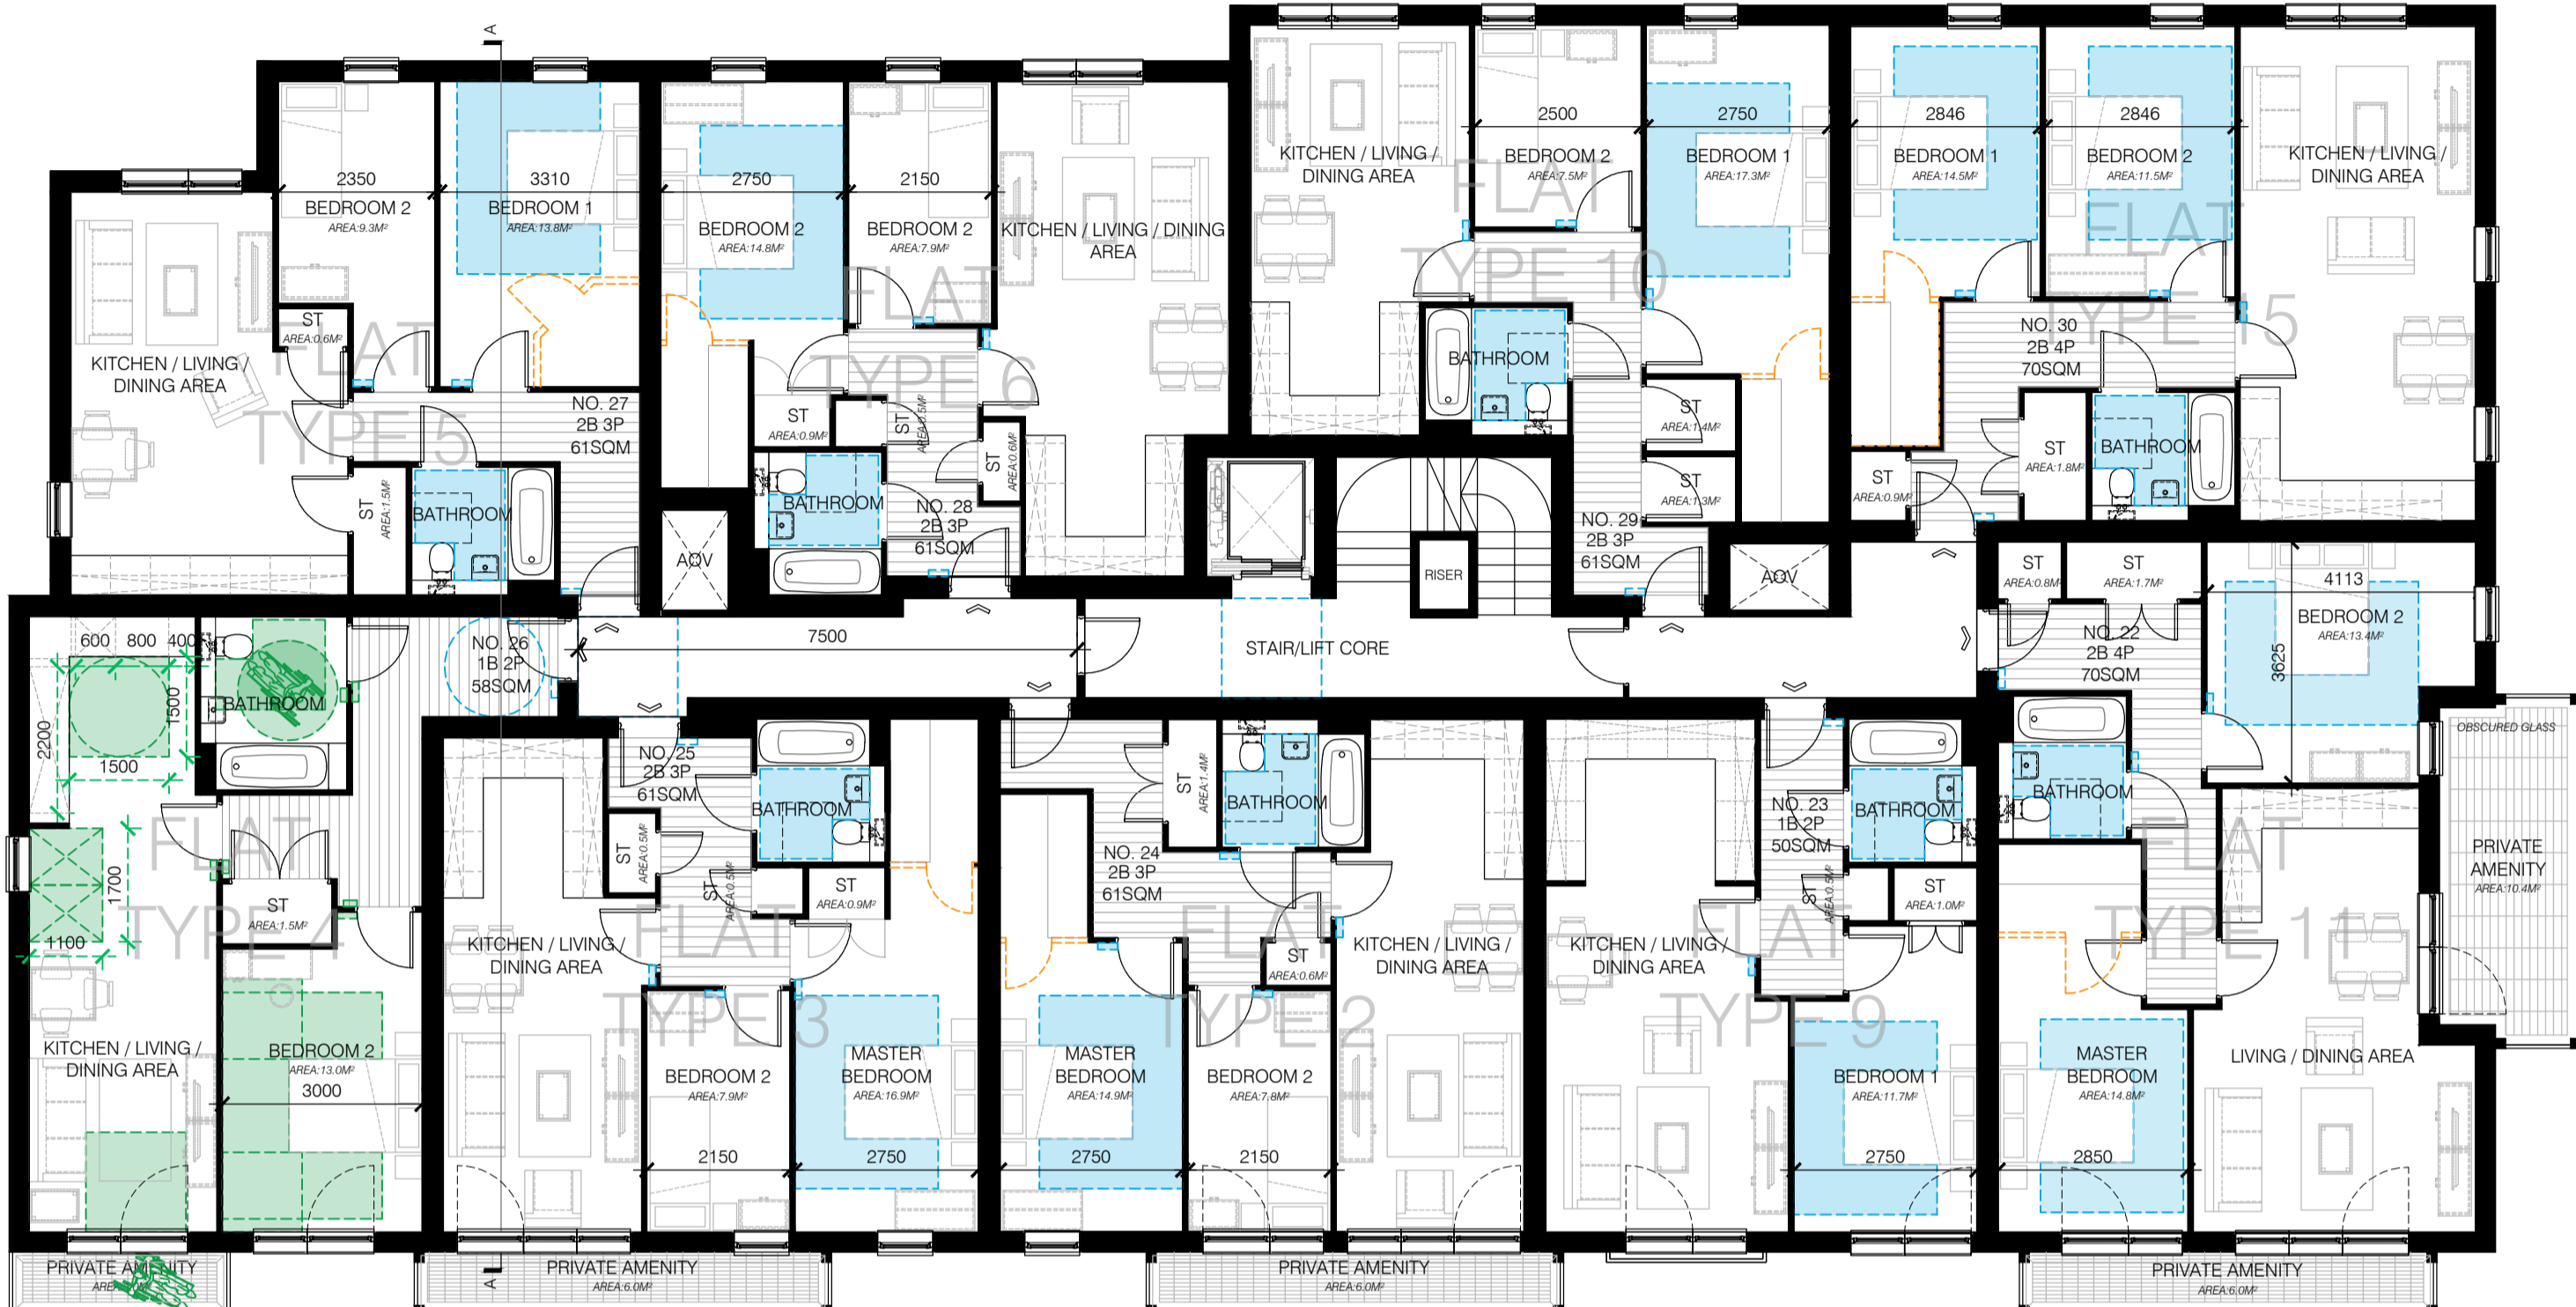 A
2350
BEDROOM 2
AREA:9.3M²
3310
BEDROOM 1
AREA:13.8M²
ST
AREA:0.6M²
KITCHEN / LIVING /
DINING AREA
FLAT
TYPE 5
NO. 27
2B 3P
61SQM
ST
AREA:1.5M²
BATHROOM
2750
BEDROOM 2
AREA:14.8M²
2150
BEDROOM 2
AREA:7.9M²
KITCHEN / LIVING / DINING
AREA
FLAT
TYPE 6
ST
AREA:0.9M²
ST
AREA:0.5M²
ST
AREA:0.6M²
BATHROOM
NO. 28
2B 3P
61SQM
AOV
KITCHEN / LIVING /
DINING AREA
2500
BEDROOM 2
AREA:7.5M²
2750
BEDROOM 1
AREA:17.3M²
FLAT
TYPE 10
BATHROOM
ST
AREA:1.4M²
ST
AREA:1.3M²
NO. 29
2B 3P
61SQM
RISER
AOV
2846
BEDROOM 1
AREA:14.5M²
2846
BEDROOM 2
AREA:11.5M²
KITCHEN / LIVING /
DINING AREA
FLAT
TYPE 15
NO. 30
2B 4P
70SQM
ST
AREA:0.9M²
ST
AREA:1.8M²
BATHROOM
7500
STAIR/LIFT CORE
600
800
400
BATHROOM
1500
2200
1500
NO. 26
1B 2P
58SQM
FLAT
TYPE 4
1700
1100
ST
AREA:1.5M²
KITCHEN / LIVING /
DINING AREA
BEDROOM 2
AREA:13.0M²
3000
PRIVATE AMENITY
NO. 25
2B 3P
61SQM
BATHROOM
ST
AREA:0.5M²
ST
AREA:0.5M²
ST
AREA:0.9M²
KITCHEN / LIVING /
DINING AREA
FLAT
TYPE 3
BEDROOM 2
AREA:7.9M²
2150
MASTER
BEDROOM
AREA:16.9M²
2750
A
PRIVATE AMENITY
AREA:6.0M²
ST
AREA:1.4M²
BATHROOM
NO. 24
2B 3P
61SQM
ST
AREA:0.6M²
KITCHEN / LIVING /
DINING AREA
FLAT
TYPE 2
MASTER
BEDROOM
AREA:14.9M²
2750
BEDROOM 2
AREA:7.8M²
2150
PRIVATE AMENITY
AREA:6.0M²
NO. 23
1B 2P
50SQM
BATHROOM
ST
AREA:0.5M²
ST
AREA:1.0M²
KITCHEN / LIVING /
DINING AREA
FLAT
TYPE 9
BEDROOM 1
AREA:11.7M²
2750
ST
AREA:0.8M²
ST
AREA:1.7M²
NO. 22
2B 4P
70SQM
4113
BEDROOM 2
AREA:13.4M²
3625
BATHROOM
FLAT
TYPE 11
MASTER
BEDROOM
AREA:14.8M²
2850
LIVING / DINING AREA
OBSCURED GLASS
PRIVATE
AMENITY
AREA:10.4M²
PRIVATE AMENITY
AREA:6.0M²